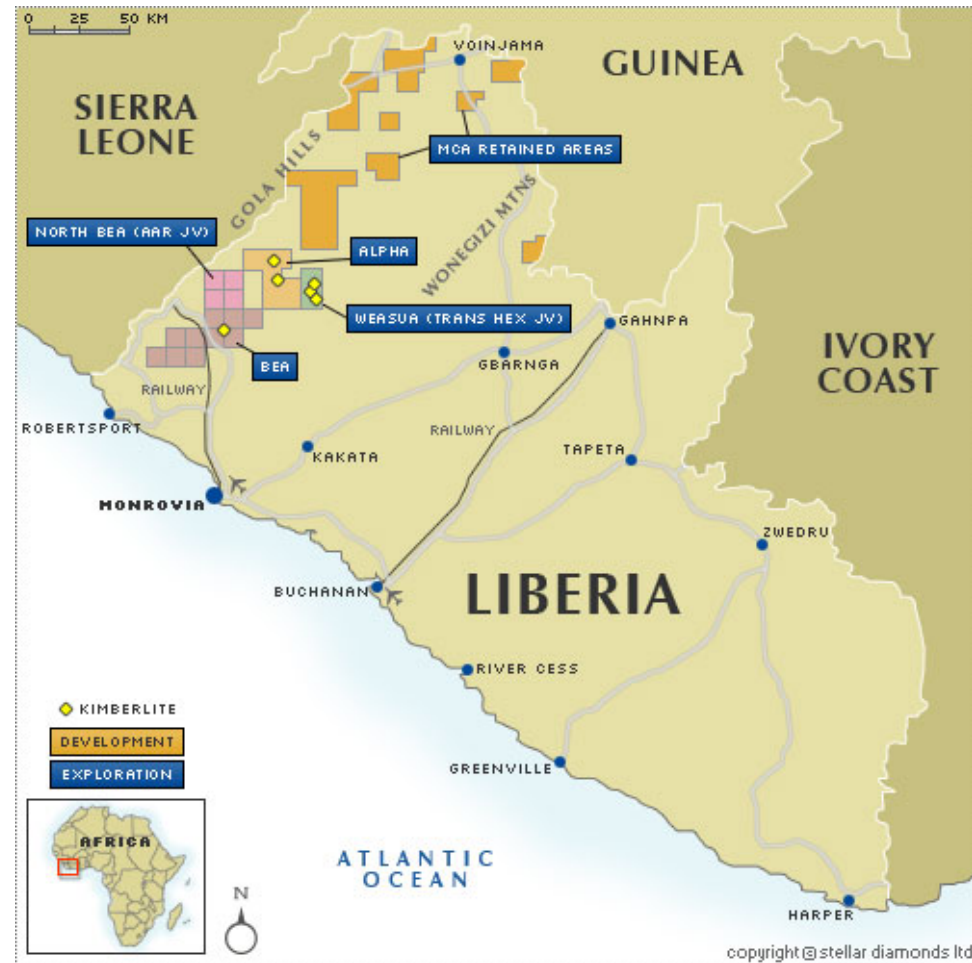 0 25 50 KM
VOINJAMA
GUINEA
SIERRA
LEONE
MCA RETAINED AREAS
GOLA HILLS
WONEGIZI MTNS
NORTH BEA (AAR JV)
ALPHA
WEASUA (TRANS HEX JV)
GAHNPA
IVORY
COAST
GBARNGA
BEA
RAILWAY
ROBERTSPORT
RAILWAY
KAKATA
TAPETA
MONROVIA
ZWEDRU
BUCHANAN
LIBERIA
RIVER CESS
KIMBERLITE
DEVELOPMENT
EXPLORATION
GREENVILLE
AFRICA
ATLANTIC
OCEAN
N
HARPER
copyright © stellar diamonds ltd